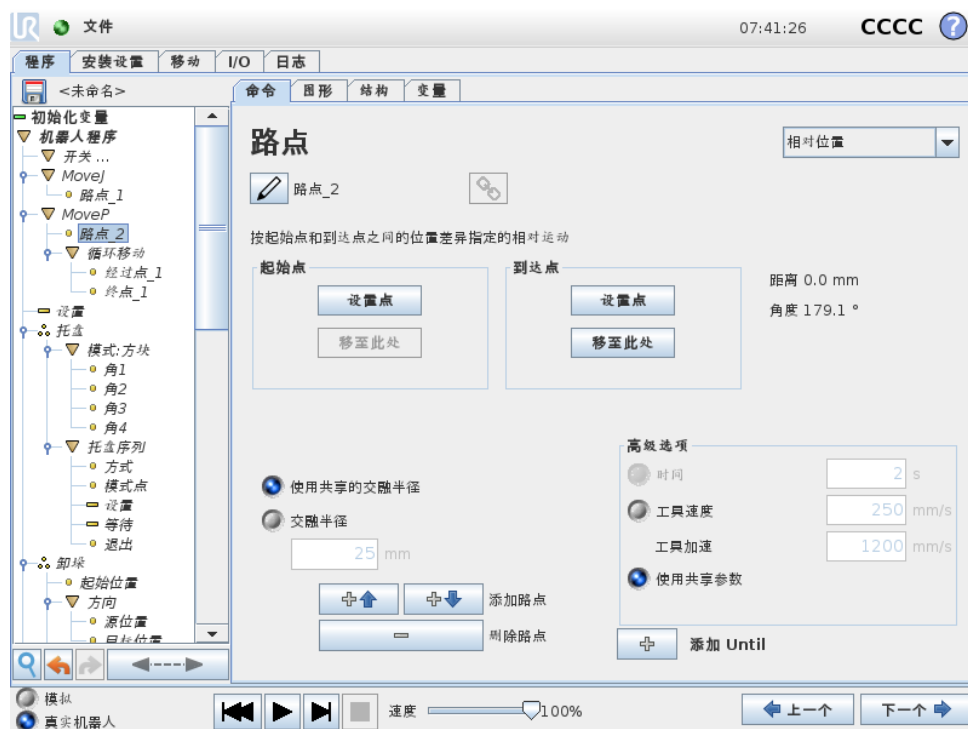 UR 文件 07:41:26 CCCC ?
程序 安装设置 移动 I/O 日志
<未命名>
命令 图形 结构 变量
初始化变量
机器人程序
开关 ...
MoveJ
路点_1
MoveP
路点_2
循环移动
经过点_1
终点_1
设置
托盘
模式:方块
角1
角2
角3
角4
托盘序列
方式
模式点
设置
等待
退出
卸垛
起始位置
方向
源位置
目标位置
模拟
真实机器人
路点
相对位置
路点_2
按起始点和到达点之间的位置差异指定的相对运动
起始点
设置点
移至此处
到达点
设置点
移至此处
距离 0.0 mm
角度 179.1 °
使用共享的交融半径
交融半径
25 mm
添加路点
删除路点
高级选项
时间 2 s
工具速度 250 mm/s
工具加速 1200 mm/s
使用共享参数
添加 Until
速度 100%
上一个 下一个